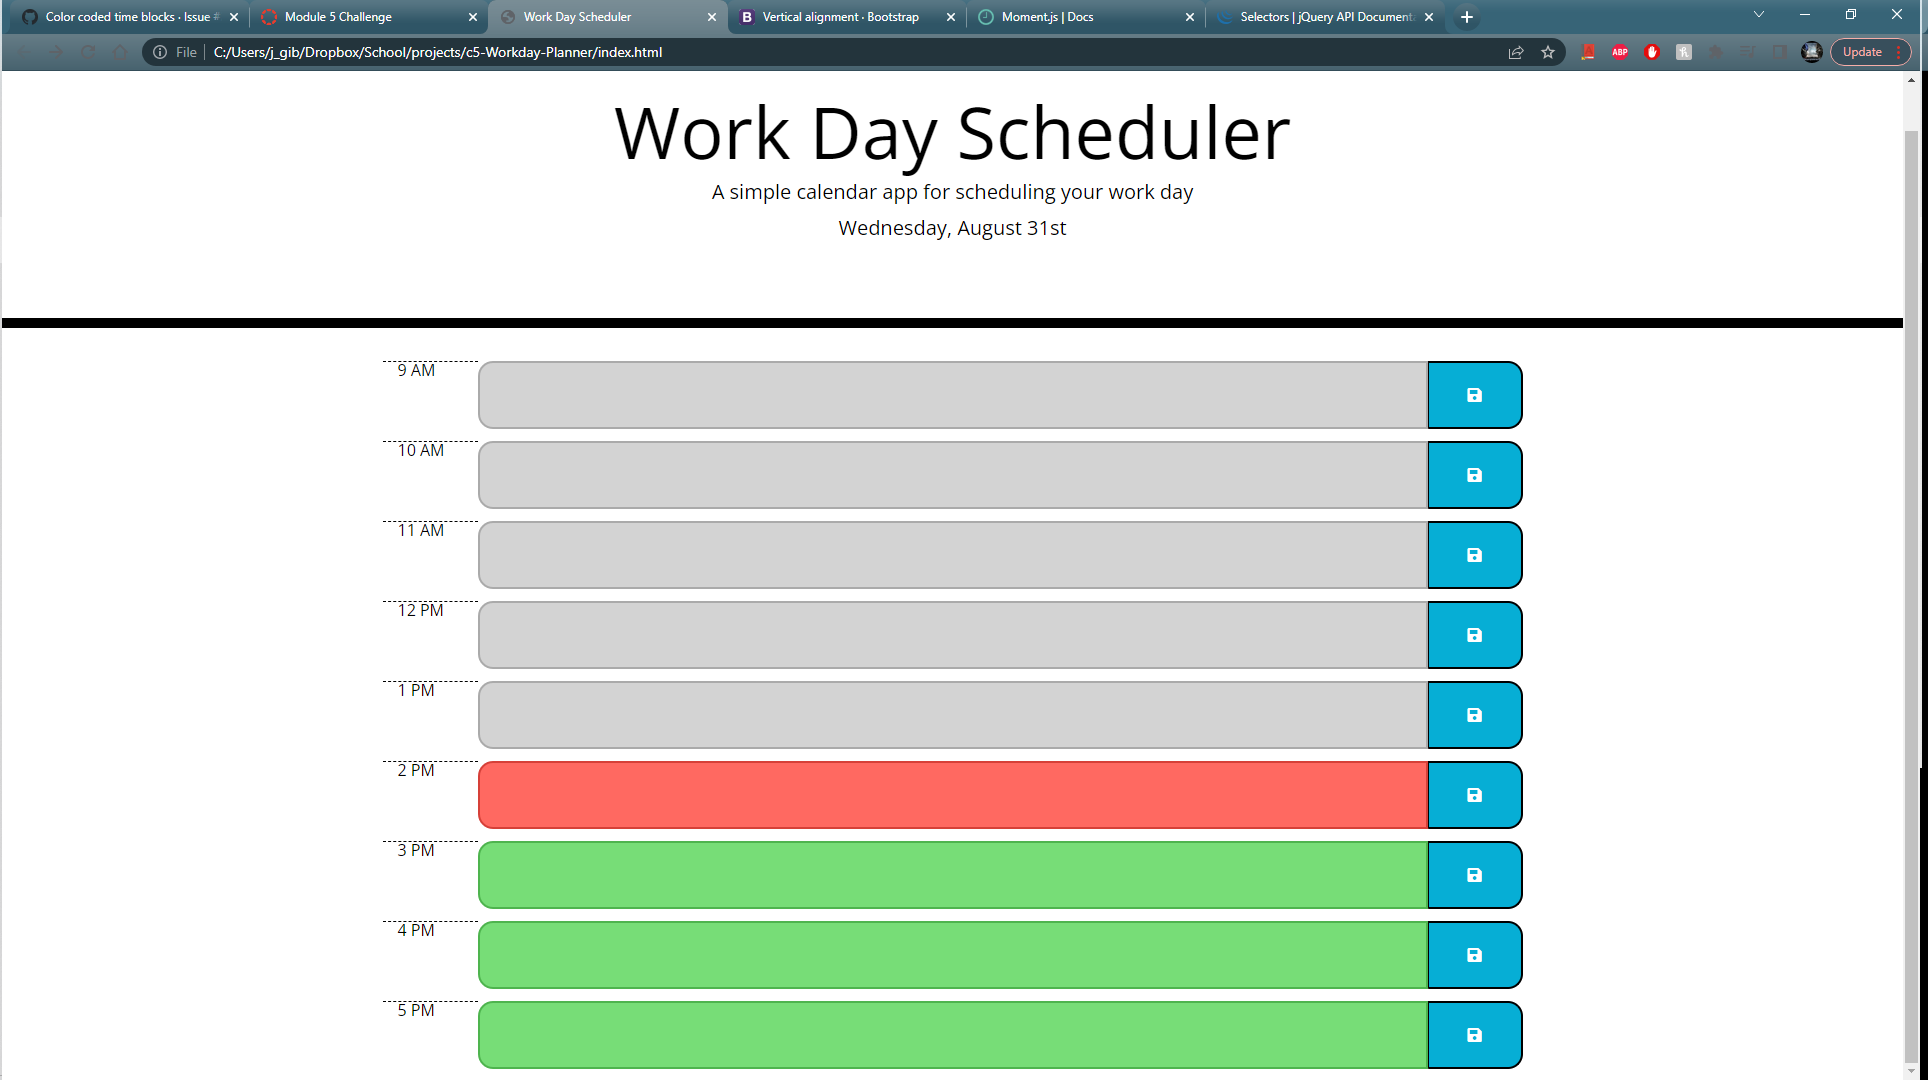 Color coded time blocks · Issue #
Module 5 Challenge
Work Day Scheduler
Vertical alignment · Bootstrap
Moment.js | Docs
Selectors | jQuery API Document
File
C:/Users/j_gib/Dropbox/School/projects/c5-Workday-Planner/index.html
ABP
Update
Work Day Scheduler
A simple calendar app for scheduling your work day
Wednesday, August 31st
9 AM
10 AM
11 AM
12 PM
1 PM
2 PM
3 PM
4 PM
5 PM